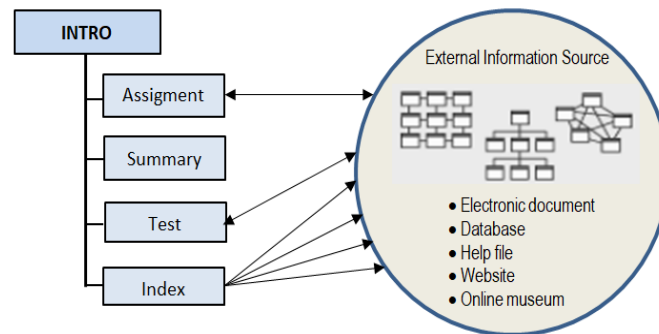 INTRO
Assigment
Summary
Test
Index
External Information Source
• Electronic document
• Database
• Help file
• Website
• Online museum